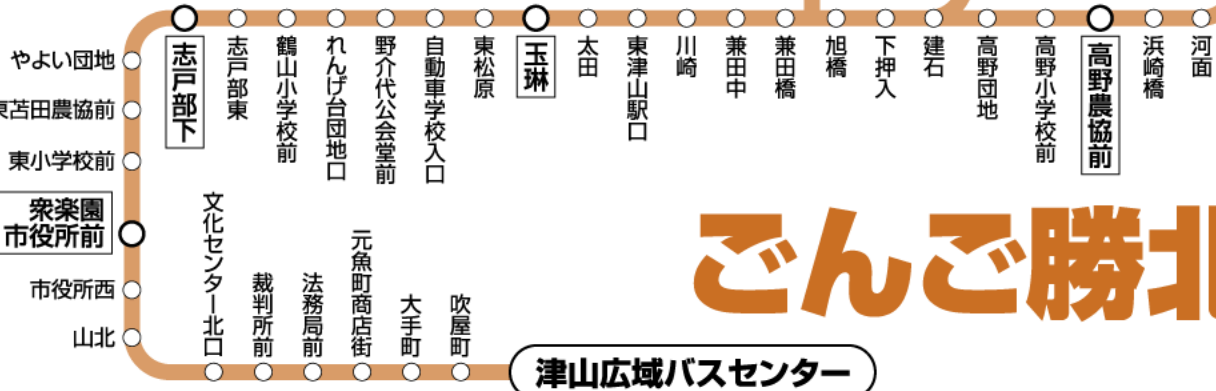 志戸部下
志戸部東
鶴山小学校前
れんげ台団地口
野介代公会堂前
自動車学校入口
東松原
玉琳
太田
東津山駅口
川崎
兼田中
兼田橋
旭橋
下押入
建石
高野団地
高野小学校前
高野農協前
浜崎橋
河面
やよい団地
東苫田農協前
東小学校前
衆楽園
市役所前
市役所西
山北
文化センター北口
裁判所前
法務局前
元魚町商店街
大手町
吹屋町
津山広域バスセンター
ごんご勝北